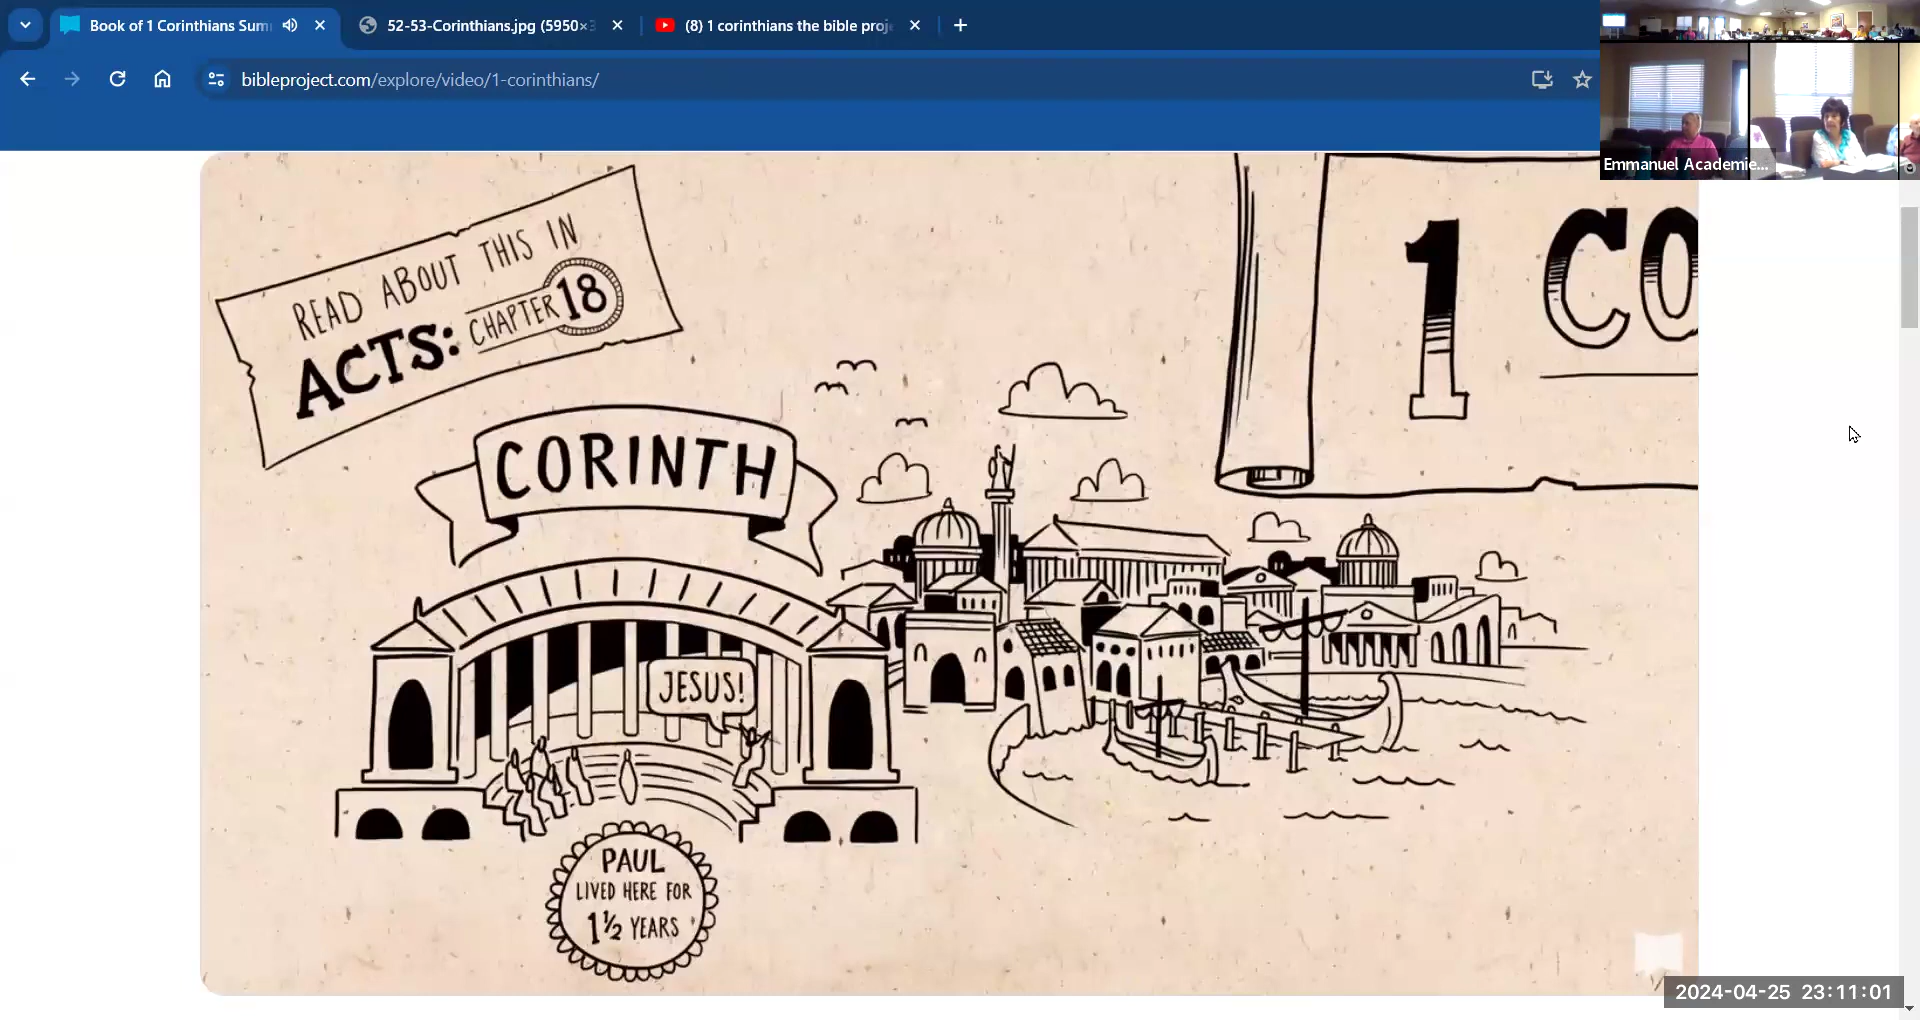 Book of 1 Corinthians Sum
52-53-Corinthians.jpg (5950×
(8) 1 corinthians the bible proj
bibleproject.com/explore/video/1-corinthians/
Emmanuel Academie...
READ ABOUT THIS IN
ACTS: CHAPTER 18
1 CO
CORINTH
JESUS!
PAUL
LIVED HERE FOR
1½ YEARS
2024-04-25 23:11:01